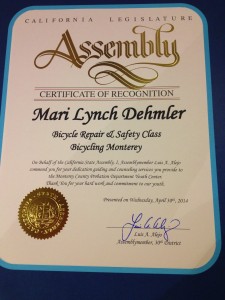 CALIFORNIA LEGISLATURE
Assembly
CERTIFICATE OF RECOGNITION
Mari Lynch Dehmler
Bicycle Repair & Safety Class
Bicycling Monterey
On behalf of the California State Assembly, I, Assemblymember Luis A. Alejo
commend you for your dedication guiding and counseling services you provide to
the Monterey County Probation Department Youth Center.
Thank You for your hard work and commitment to our youth.
Presented on Wednesday, April 30th, 2014
Luis A. Alejo
Assemblymember, 30th District